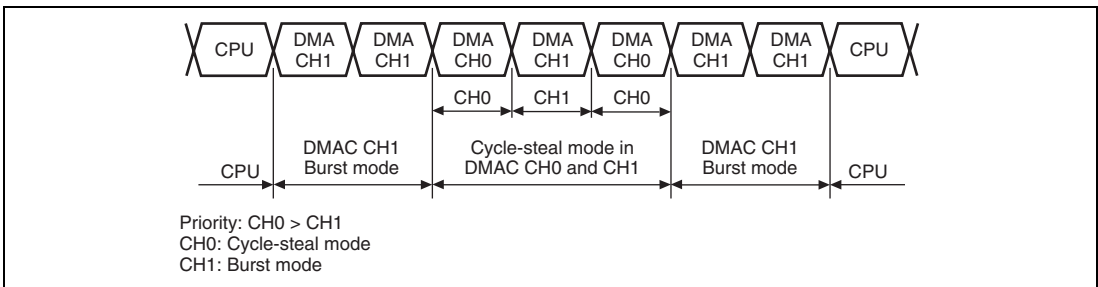 CPU DMA CH1 DMA CH1 DMA CH0 DMA CH1 DMA CH0 DMA CH1 DMA CH1 CPU
CH0 CH1 CH0
CPU
DMAC CH1
Burst mode
Cycle-steal mode in
DMAC CH0 and CH1
DMAC CH1
Burst mode
CPU
Priority: CH0 > CH1
CH0: Cycle-steal mode
CH1: Burst mode